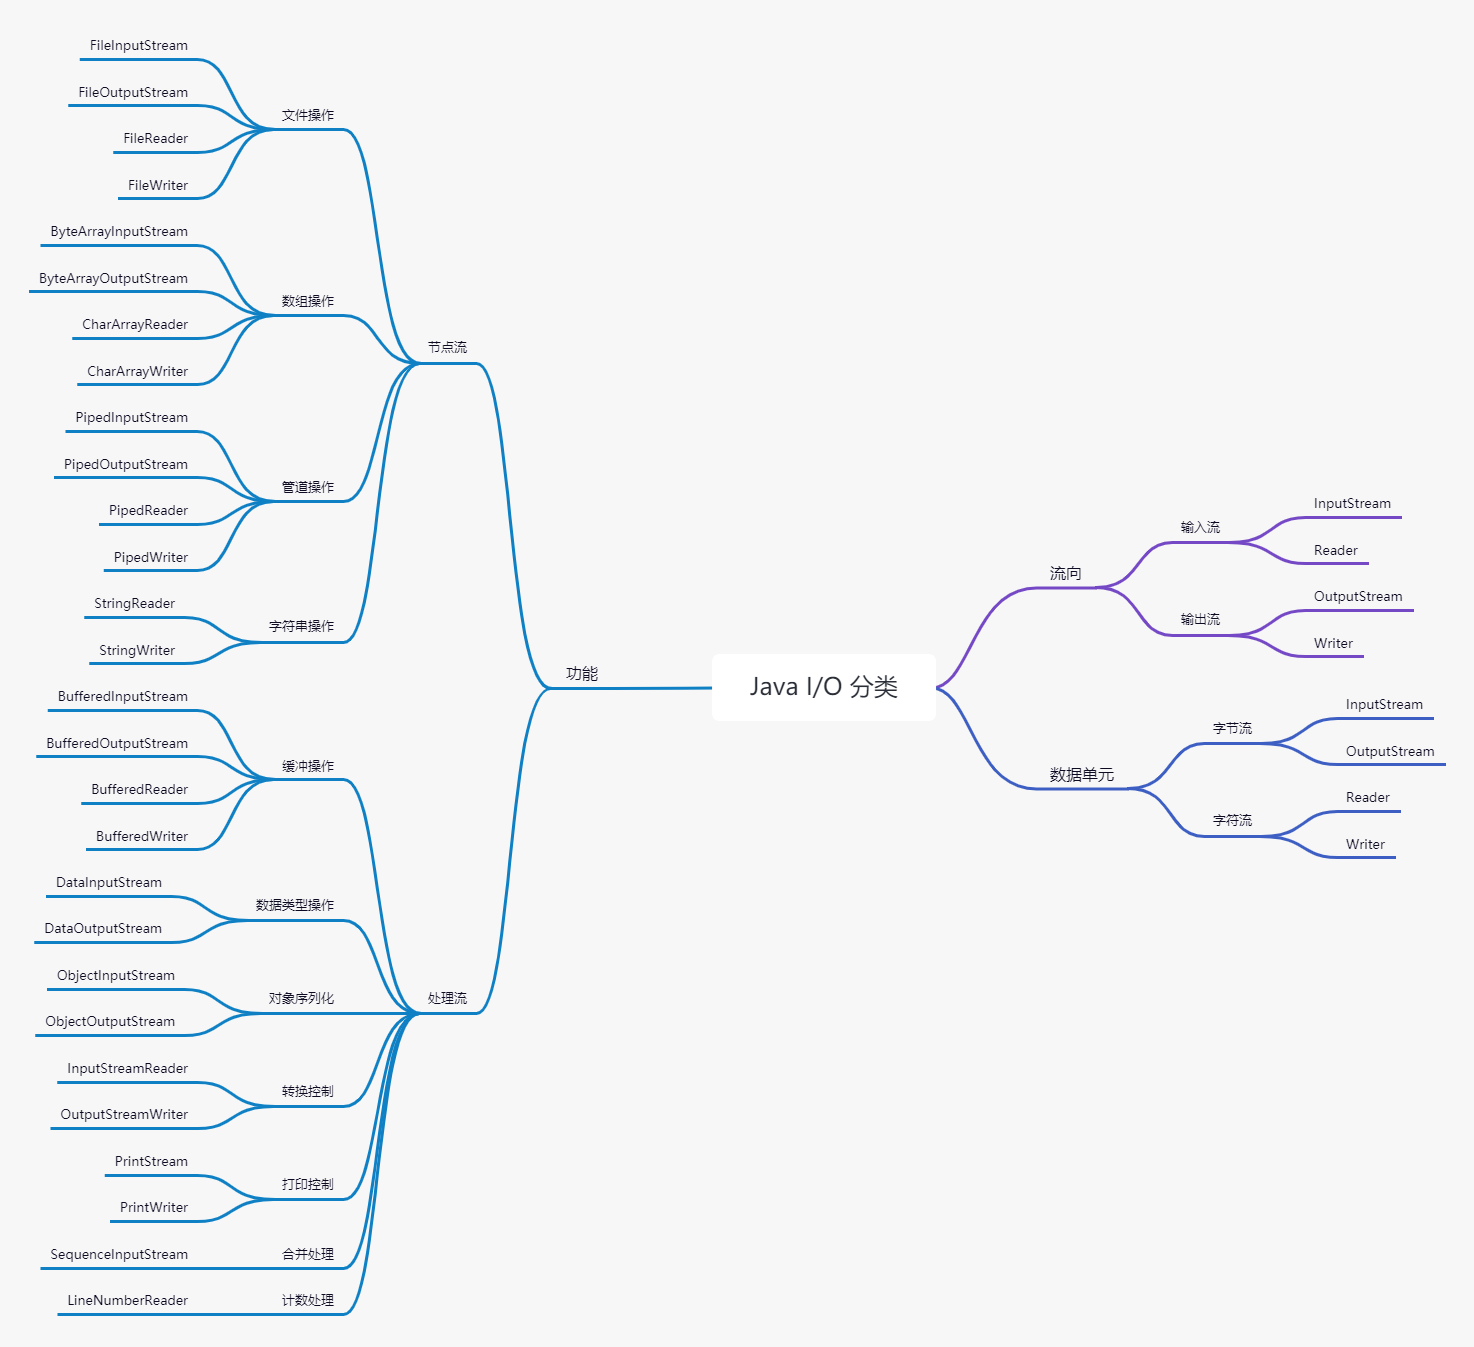 Java I/O 分类
功能
节点流
文件操作
FileInputStream
FileOutputStream
FileReader
FileWriter
数组操作
ByteArrayInputStream
ByteArrayOutputStream
CharArrayReader
CharArrayWriter
管道操作
PipedInputStream
PipedOutputStream
PipedReader
PipedWriter
字符串操作
StringReader
StringWriter
处理流
缓冲操作
BufferedInputStream
BufferedOutputStream
BufferedReader
BufferedWriter
数据类型操作
DataInputStream
DataOutputStream
对象序列化
ObjectInputStream
ObjectOutputStream
转换控制
InputStreamReader
OutputStreamWriter
打印控制
PrintStream
PrintWriter
合并处理
SequenceInputStream
计数处理
LineNumberReader
流向
输入流
InputStream
Reader
输出流
OutputStream
Writer
数据单元
字节流
InputStream
OutputStream
字符流
Reader
Writer